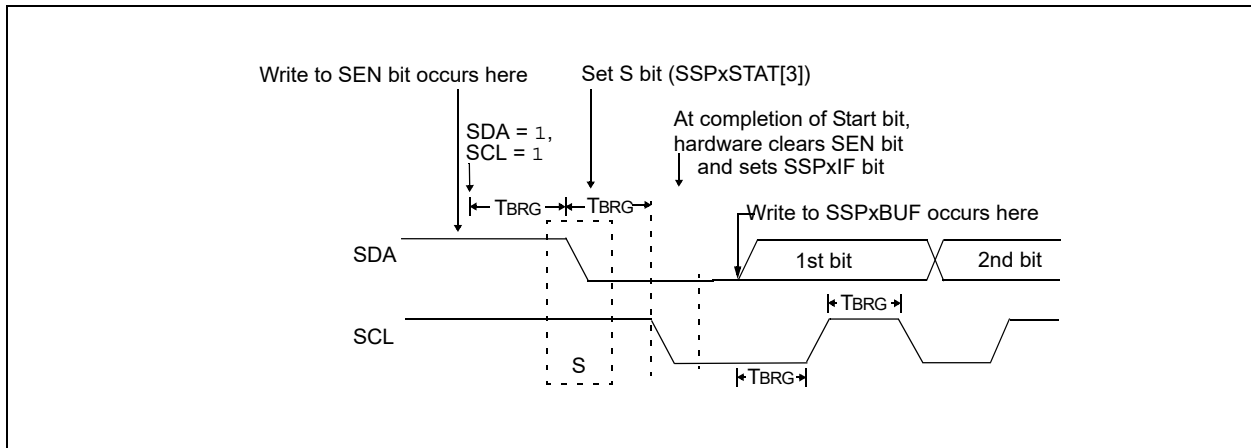 Write to SEN bit occurs here
Set S bit (SSPxSTAT[3])
SDA = 1,
SCL = 1
At completion of Start bit,
hardware clears SEN bit
and sets SSPxIF bit
TBRG
TBRG
Write to SSPxBUF occurs here
SDA
1st bit
2nd bit
TBRG
SCL
S
TBRG